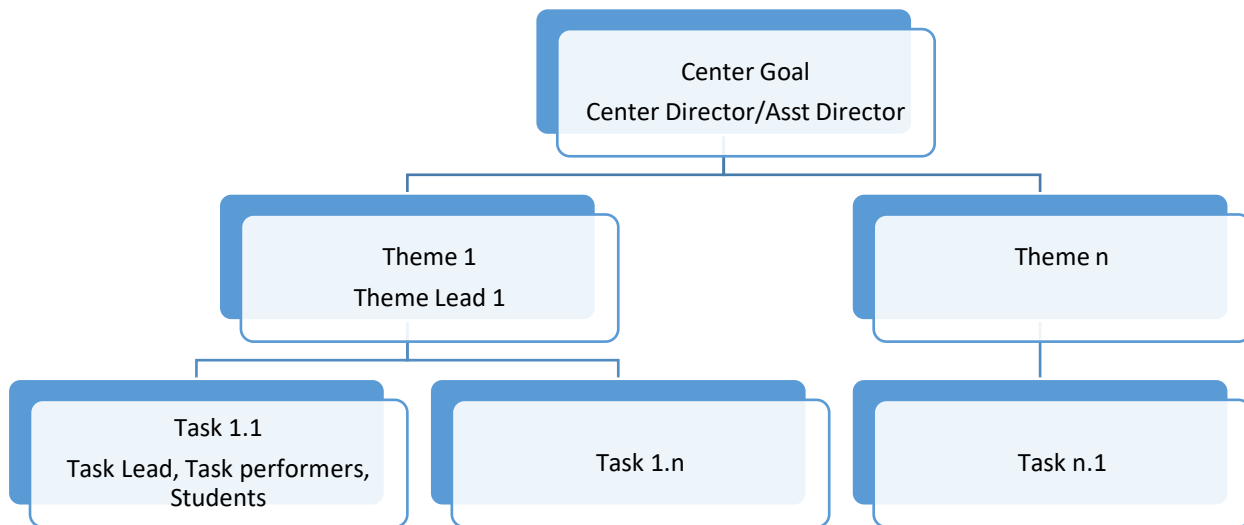 Center Goal
Center Director/Asst Director
Theme 1
Theme Lead 1
Theme n
Task 1.1
Task Lead, Task performers,
Students
Task 1.n
Task n.1